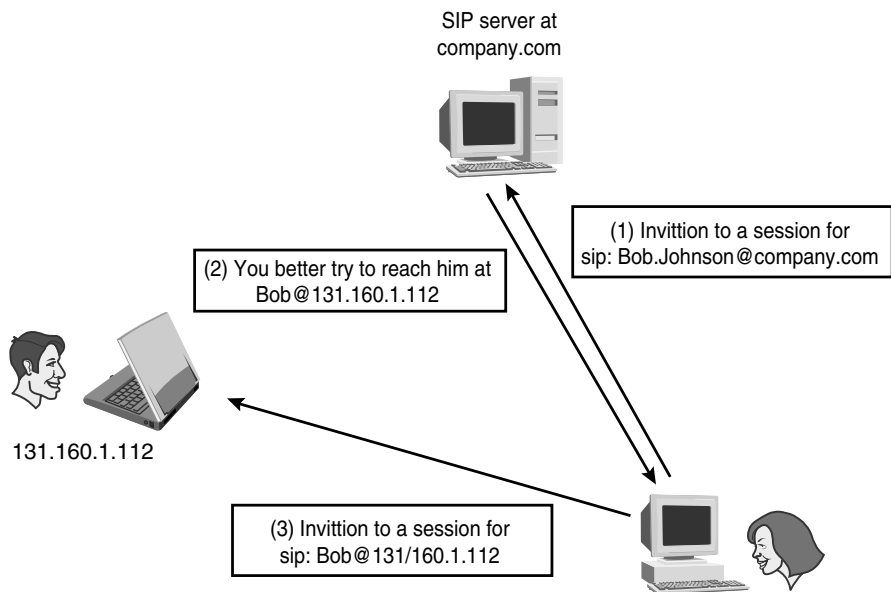 SIP server at
company.com
(1) Invittion to a session for
sip: Bob.Johnson@company.com
(2) You better try to reach him at
Bob@131.160.1.112
131.160.1.112
(3) Invittion to a session for
sip: Bob@131/160.1.112